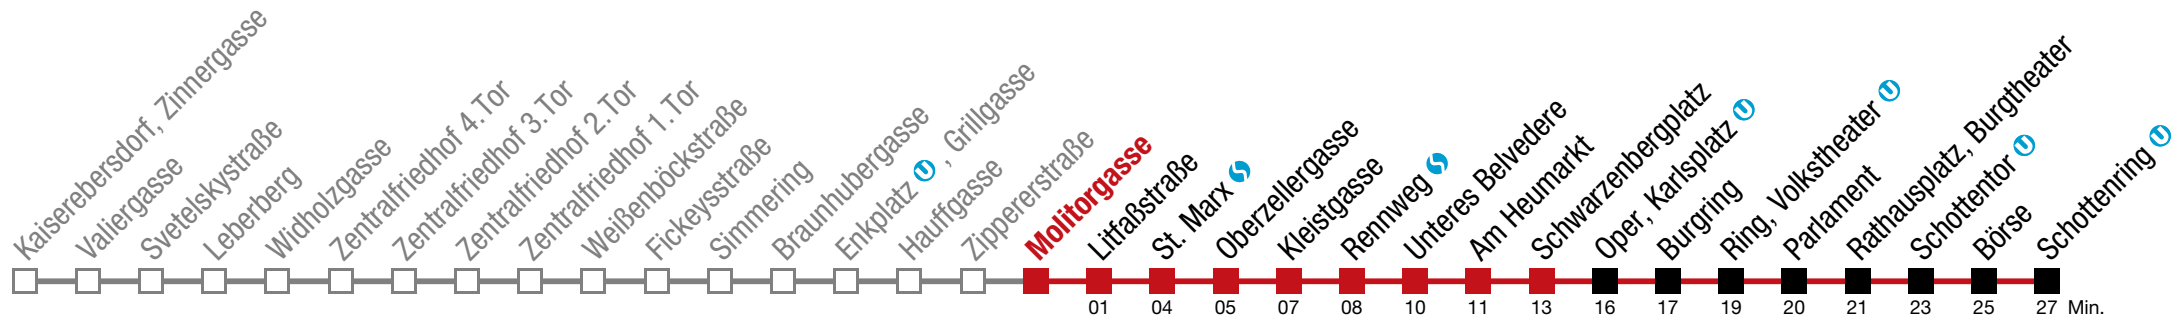 Kaiserebersdorf, Zinnergasse
Valiergasse
Svetelskystraße
Leberberg
Widholzgasse
Zentralfriedhof 4. Tor
Zentralfriedhof 3. Tor
Zentralfriedhof 2. Tor
Zentralfriedhof 1. Tor
Weißenböckstraße
Fickeysstraße
Simmering
Braunhubergasse
Enkplatz U, Grillgasse
Hauffgasse
Zippererstraße
Molitorgasse
Litfaßstraße
St. Marx S
Oberzellergasse
Kleistgasse
Rennweg S
Unteres Belvedere
Am Heumarkt
Schwarzenbergplatz
Oper, Karlsplatz U
Burgring
Ring, Volkstheater U
Parlament
Rathausplatz, Burgtheater
Schottentor U
Börse
Schottenring U
01 04 05 07 08 10 11 13 16 17 19 20 21 23 25 27 Min.